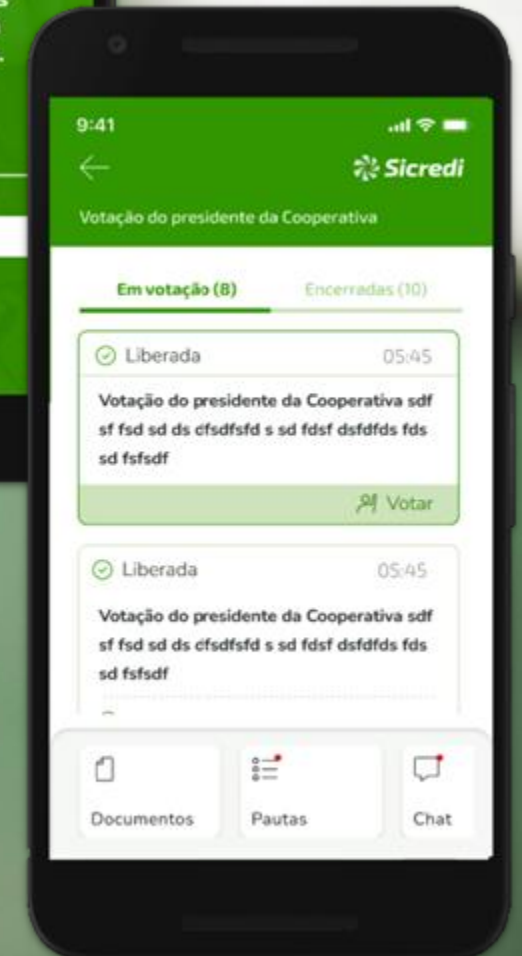 9:41
Sicredi
Votação do presidente da Cooperativa
Em votação (8)
Encerradas (10)
Liberada
05:45
Votação do presidente da Cooperativa sdf
sf fsd sd ds cfsdfsfd s sd fdsf dsfdfds fds
sd fsfsdf
Votar
Liberada
05:45
Votação do presidente da Cooperativa sdf
sf fsd sd ds cfsdfsfd s sd fdsf dsfdfds fds
sd fsfsdf
Documentos
Pautas
Chat